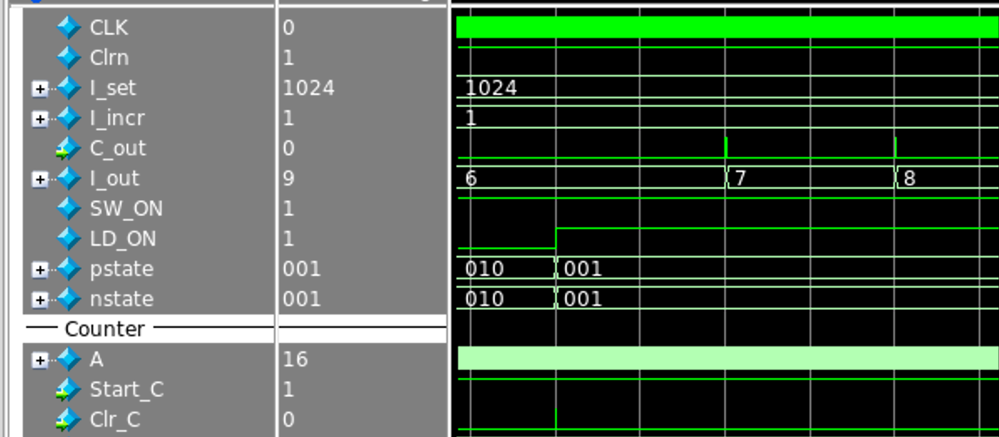 CLK 0
Clrn 1
I_set 1024 1024
I_incr 1 1
C_out 0
I_out 9 6 7 8
SW_ON 1
LD_ON 1
pstate 001 010 001
nstate 001 010 001
Counter
A 16
Start_C 1
Clr_C 0